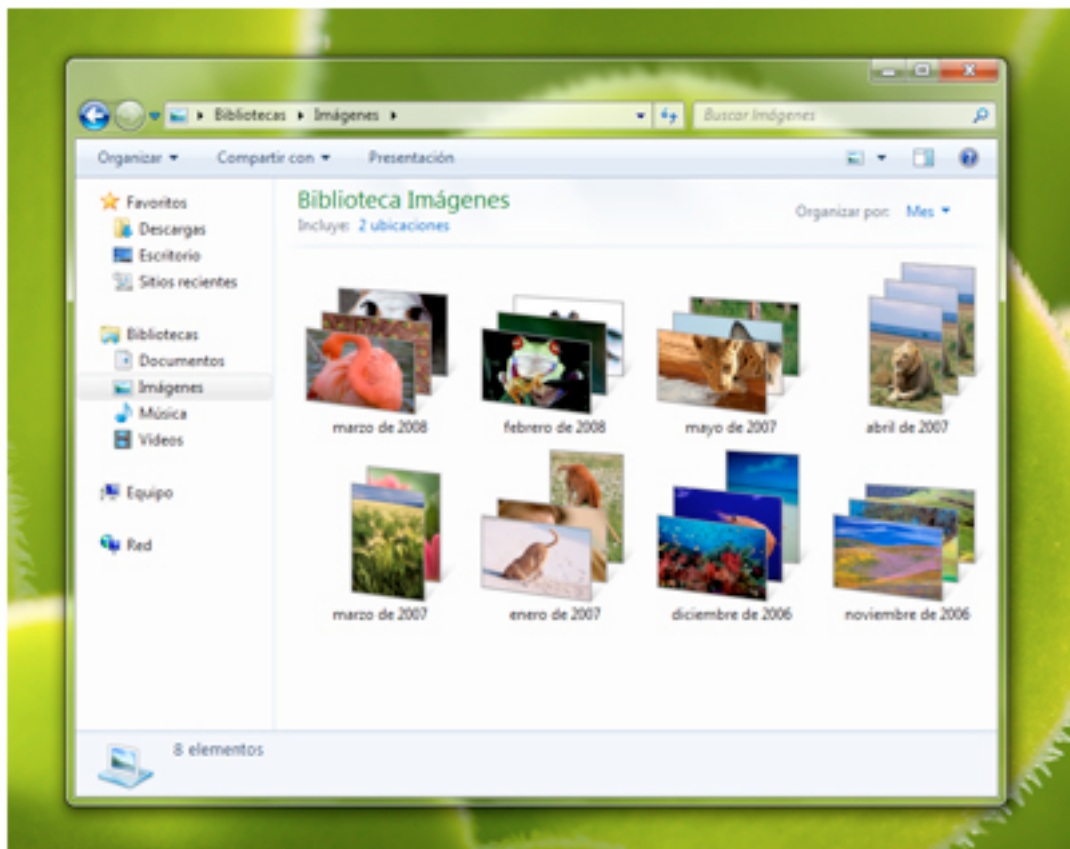 Bibliotecas Imágenes
Buscar Imágenes
Organizar Compartir con Presentación
Favoritos
Descargas
Escritorio
Sitios recientes
Bibliotecas
Documentos
Imágenes
Música
Vídeos
Equipo
Red
Biblioteca Imágenes
Incluye: 2 ubicaciones
Organizar por: Mes
marzo de 2008
febrero de 2008
mayo de 2007
abril de 2007
marzo de 2007
enero de 2007
diciembre de 2006
noviembre de 2006
8 elementos